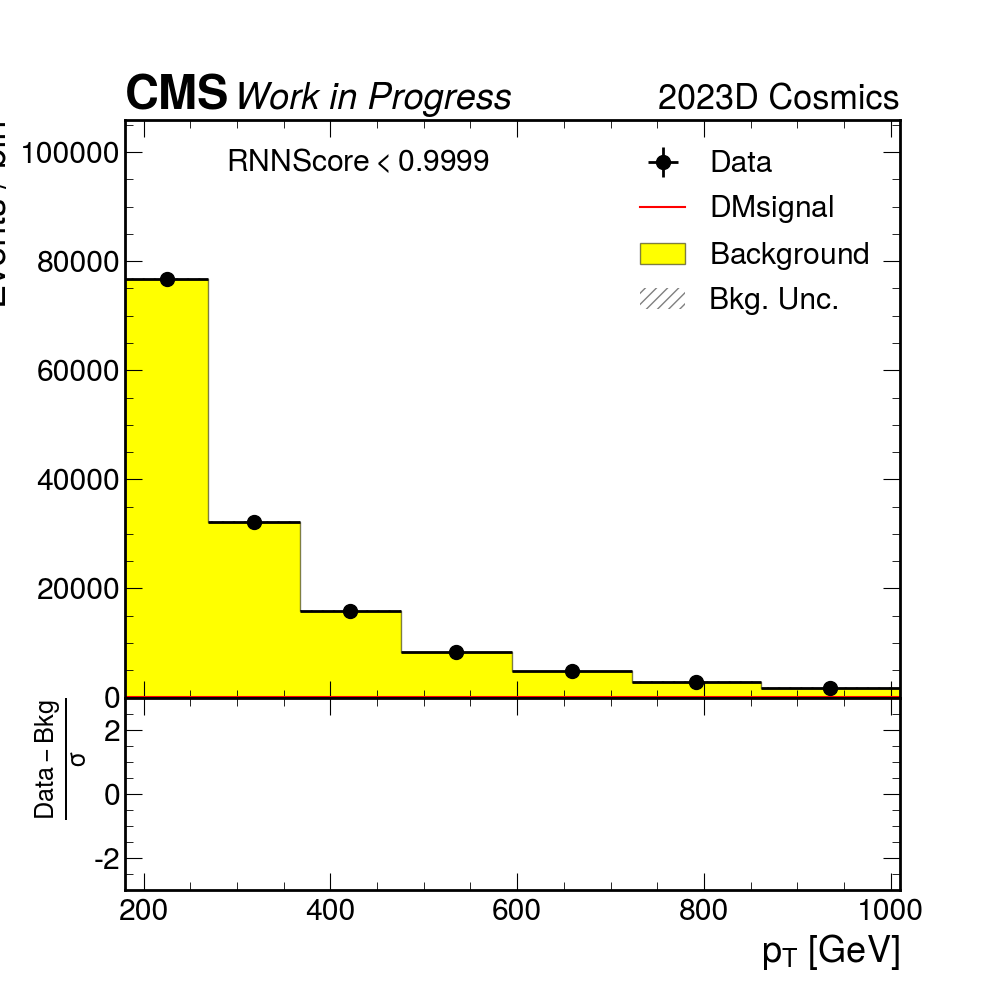 CMS Work in Progress 2023D Cosmics
RNNScore < 0.9999
Data
DMsignal
Background
Bkg. Unc.
100000
80000
60000
40000
20000
0
Data – Bkg
σ
2
0
-2
200 400 600 800 1000
pT [GeV]